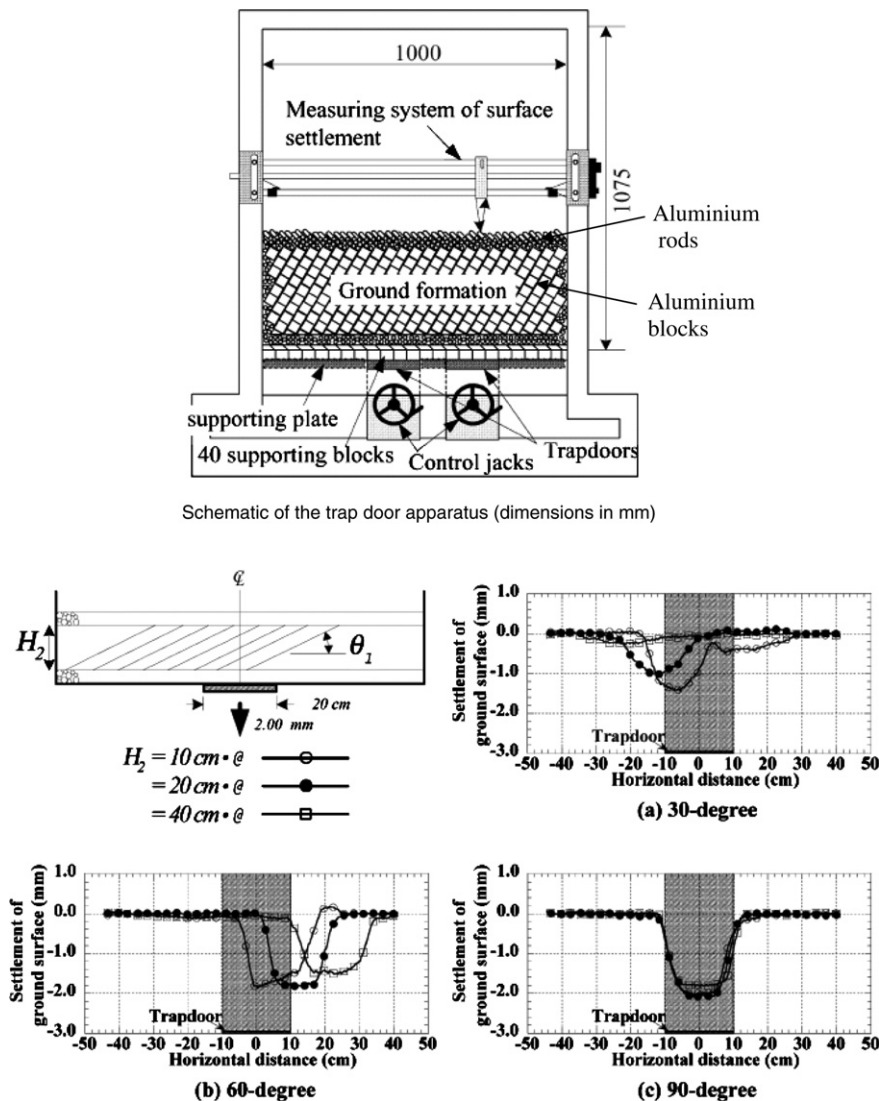 1000
Measuring system of surface
settlement
1075
Aluminium
rods
Ground formation
Aluminium
blocks
supporting plate
40 supporting blocks
Control jacks
Trapdoors
Schematic of the trap door apparatus (dimensions in mm)
℄
H2
θ1
20 cm
2.00 mm
H2 = 10 cm・@
= 20 cm・@
= 40 cm・@
Settlement of
ground surface (mm)
1.0
0.0
-1.0
-2.0
-3.0
Trapdoor
-50 -40 -30 -20 -10 0 10 20 30 40 50
Horizontal distance (cm)
(a) 30-degree
Settlement of
ground surface (mm)
1.0
0.0
-1.0
-2.0
-3.0
Trapdoor
-50 -40 -30 -20 -10 0 10 20 30 40 50
Horizontal distance (cm)
(b) 60-degree
Settlement of
ground surface (mm)
1.0
0.0
-1.0
-2.0
-3.0
Trapdoor
-50 -40 -30 -20 -10 0 10 20 30 40 50
Horizontal distance (cm)
(c) 90-degree